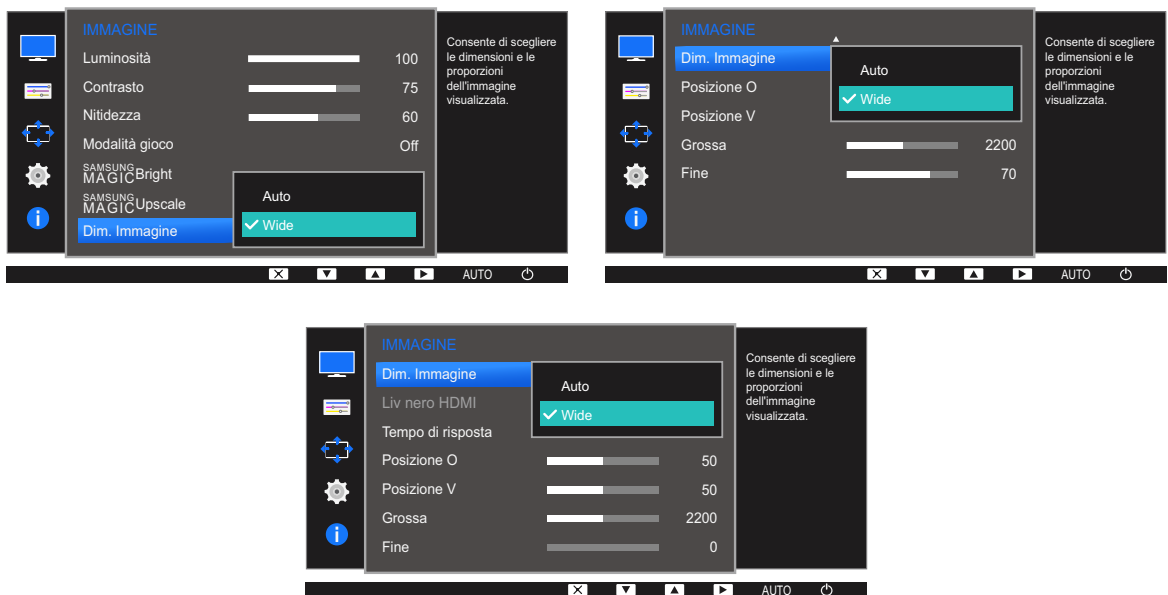 IMMAGINE
Luminosità 100
Contrasto 75
Nitidezza 60
Modalità gioco Off
SAMSUNG
MAGICBright
SAMSUNG
MAGICUpscale
Dim. Immagine
Auto
Wide
Consente di scegliere
le dimensioni e le
proporzioni
dell'immagine
visualizzata.
AUTO
IMMAGINE
Dim. Immagine
Posizione O
Posizione V
Grossa 2200
Fine 70
Auto
Wide
Consente di scegliere
le dimensioni e le
proporzioni
dell'immagine
visualizzata.
AUTO
IMMAGINE
Dim. Immagine
Liv nero HDMI
Tempo di risposta
Posizione O 50
Posizione V 50
Grossa 2200
Fine 0
Auto
Wide
Consente di scegliere
le dimensioni e le
proporzioni
dell'immagine
visualizzata.
AUTO